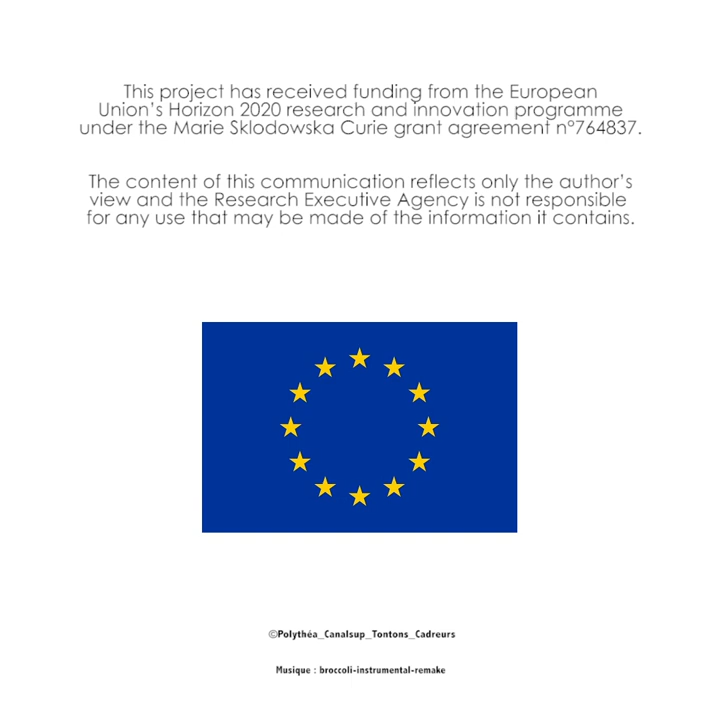 This project has received funding from the European
Union's Horizon 2020 research and innovation programme
under the Marie Sklodowska Curie grant agreement n°764837.
The content of this communication reflects only the author's
view and the Research Executive Agency is not responsible
for any use that may be made of the information it contains.
©Polythéa_Canalsup_Tontons_Cadreurs
Musique : broccoli-instrumental-remake